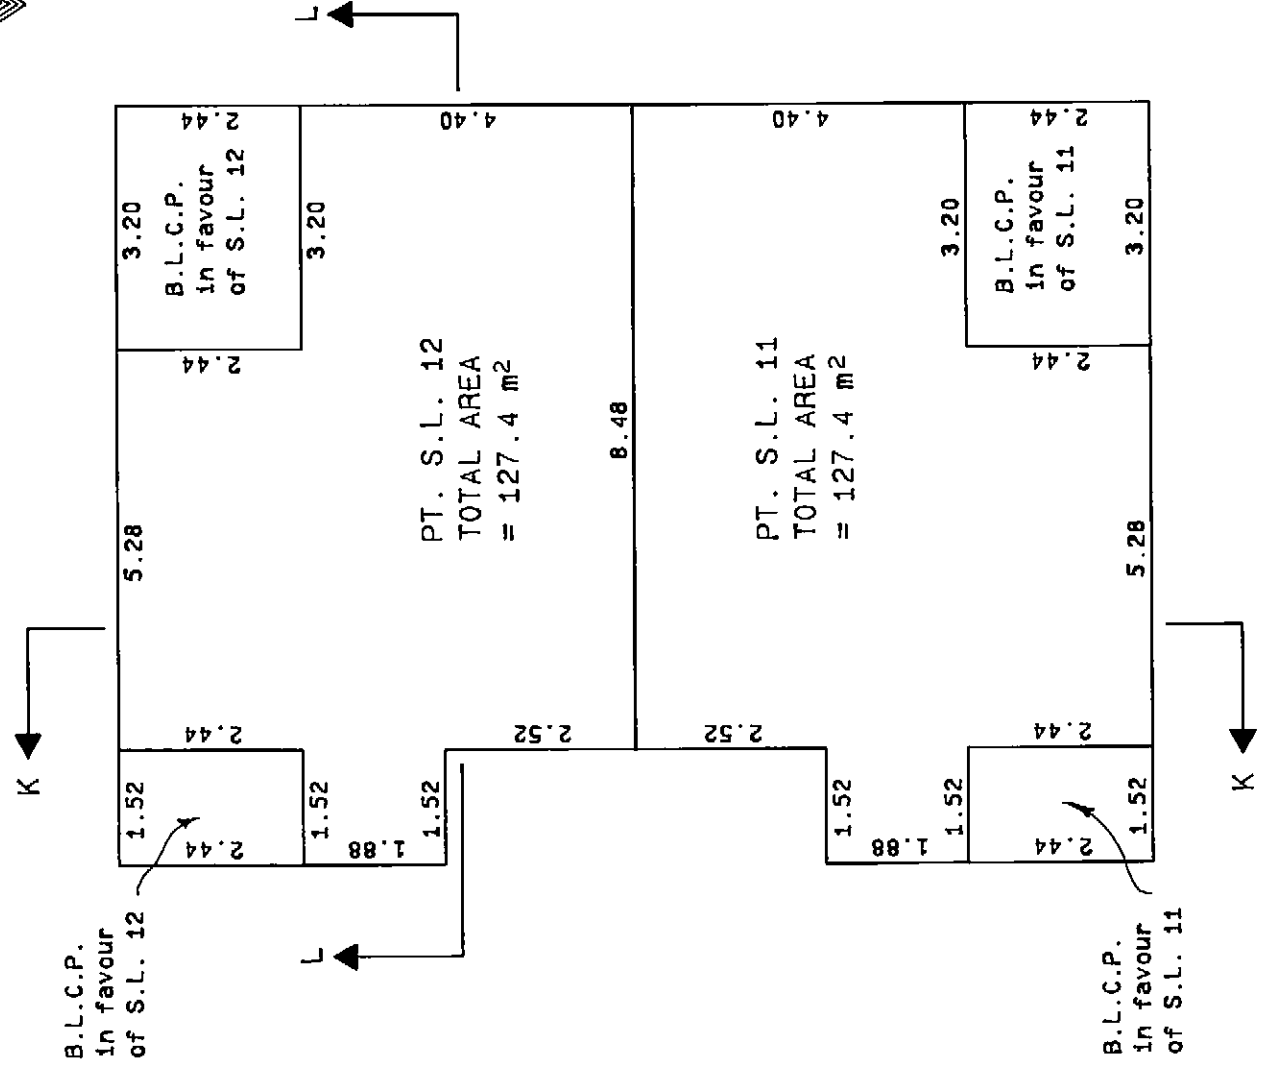 L
K
2.44
3.20
B.L.C.P.
in favour
of S.L. 12
3.20
2.44
4.40
5.28
PT. S.L. 12
TOTAL AREA
= 127.4 m²
8.48
2.44
1.52
2.44
1.52
1.88
1.52
2.52
B.L.C.P.
in favour
of S.L. 12
L
4.40
3.20
B.L.C.P.
in favour
of S.L. 11
2.44
3.20
2.44
PT. S.L. 11
TOTAL AREA
= 127.4 m²
5.28
2.52
1.52
1.88
1.52
2.44
2.44
1.52
B.L.C.P.
in favour
of S.L. 11
K